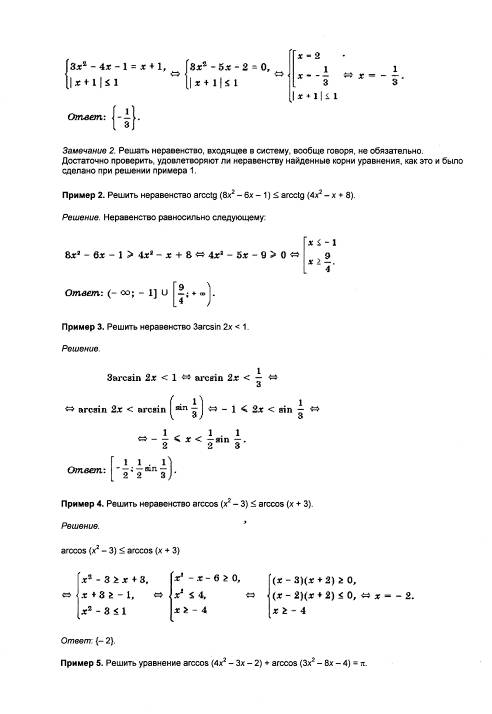 {3x² – 4x – 1 = x + 1, |x + 1| ≤ 1 ⇔ {3x² – 5x – 2 = 0, |x + 1| ≤ 1 ⇔ {[x = 2 x = – 1/3 |x + 1| ≤ 1 ⇔ x = – 1/3.
Ответ: {– 1/3}.
Замечание 2. Решать неравенство, входящее в систему, вообще говоря, не обязательно.
Достаточно проверить, удовлетворяют ли неравенству найденные корни уравнения, как это и было
сделано при решении примера 1.
Пример 2. Решить неравенство arcctg (8x² – 6x – 1) ≤ arcctg (4x² – x + 8).
Решение. Неравенство равносильно следующему:
8x² – 6x – 1 ⩾ 4x² – x + 8 ⇔ 4x² – 5x – 9 ⩾ 0 ⇔ [x ≤ – 1 x ≥ 9/4.
Ответ: (– ∞; – 1] ∪ [9/4; + ∞).
Пример 3. Решить неравенство 3arcsin 2x < 1.
Решение.
3arcsin 2x < 1 ⇔ arcsin 2x < 1/3 ⇔
⇔ arcsin 2x < arcsin (sin 1/3) ⇔ – 1 ⩽ 2x < sin 1/3 ⇔
⇔ – 1/2 ⩽ x < 1/2 sin 1/3.
Ответ: [– 1/2; 1/2 sin 1/3).
Пример 4. Решить неравенство arccos (x² – 3) ≤ arccos (x + 3).
Решение.
arccos (x² – 3) ≤ arccos (x + 3)
⇔ {x² – 3 ≥ x + 3, x + 3 ≥ – 1, x² – 3 ≤ 1 ⇔ {x² – x – 6 ≥ 0, x² ≤ 4, x ≥ – 4 ⇔ {(x – 3)(x + 2) ≥ 0, (x – 2)(x + 2) ≤ 0, x ≥ – 4 ⇔ x = – 2.
Ответ: {– 2}.
Пример 5. Решить уравнение arccos (4x² – 3x – 2) + arccos (3x² – 8x – 4) = π.